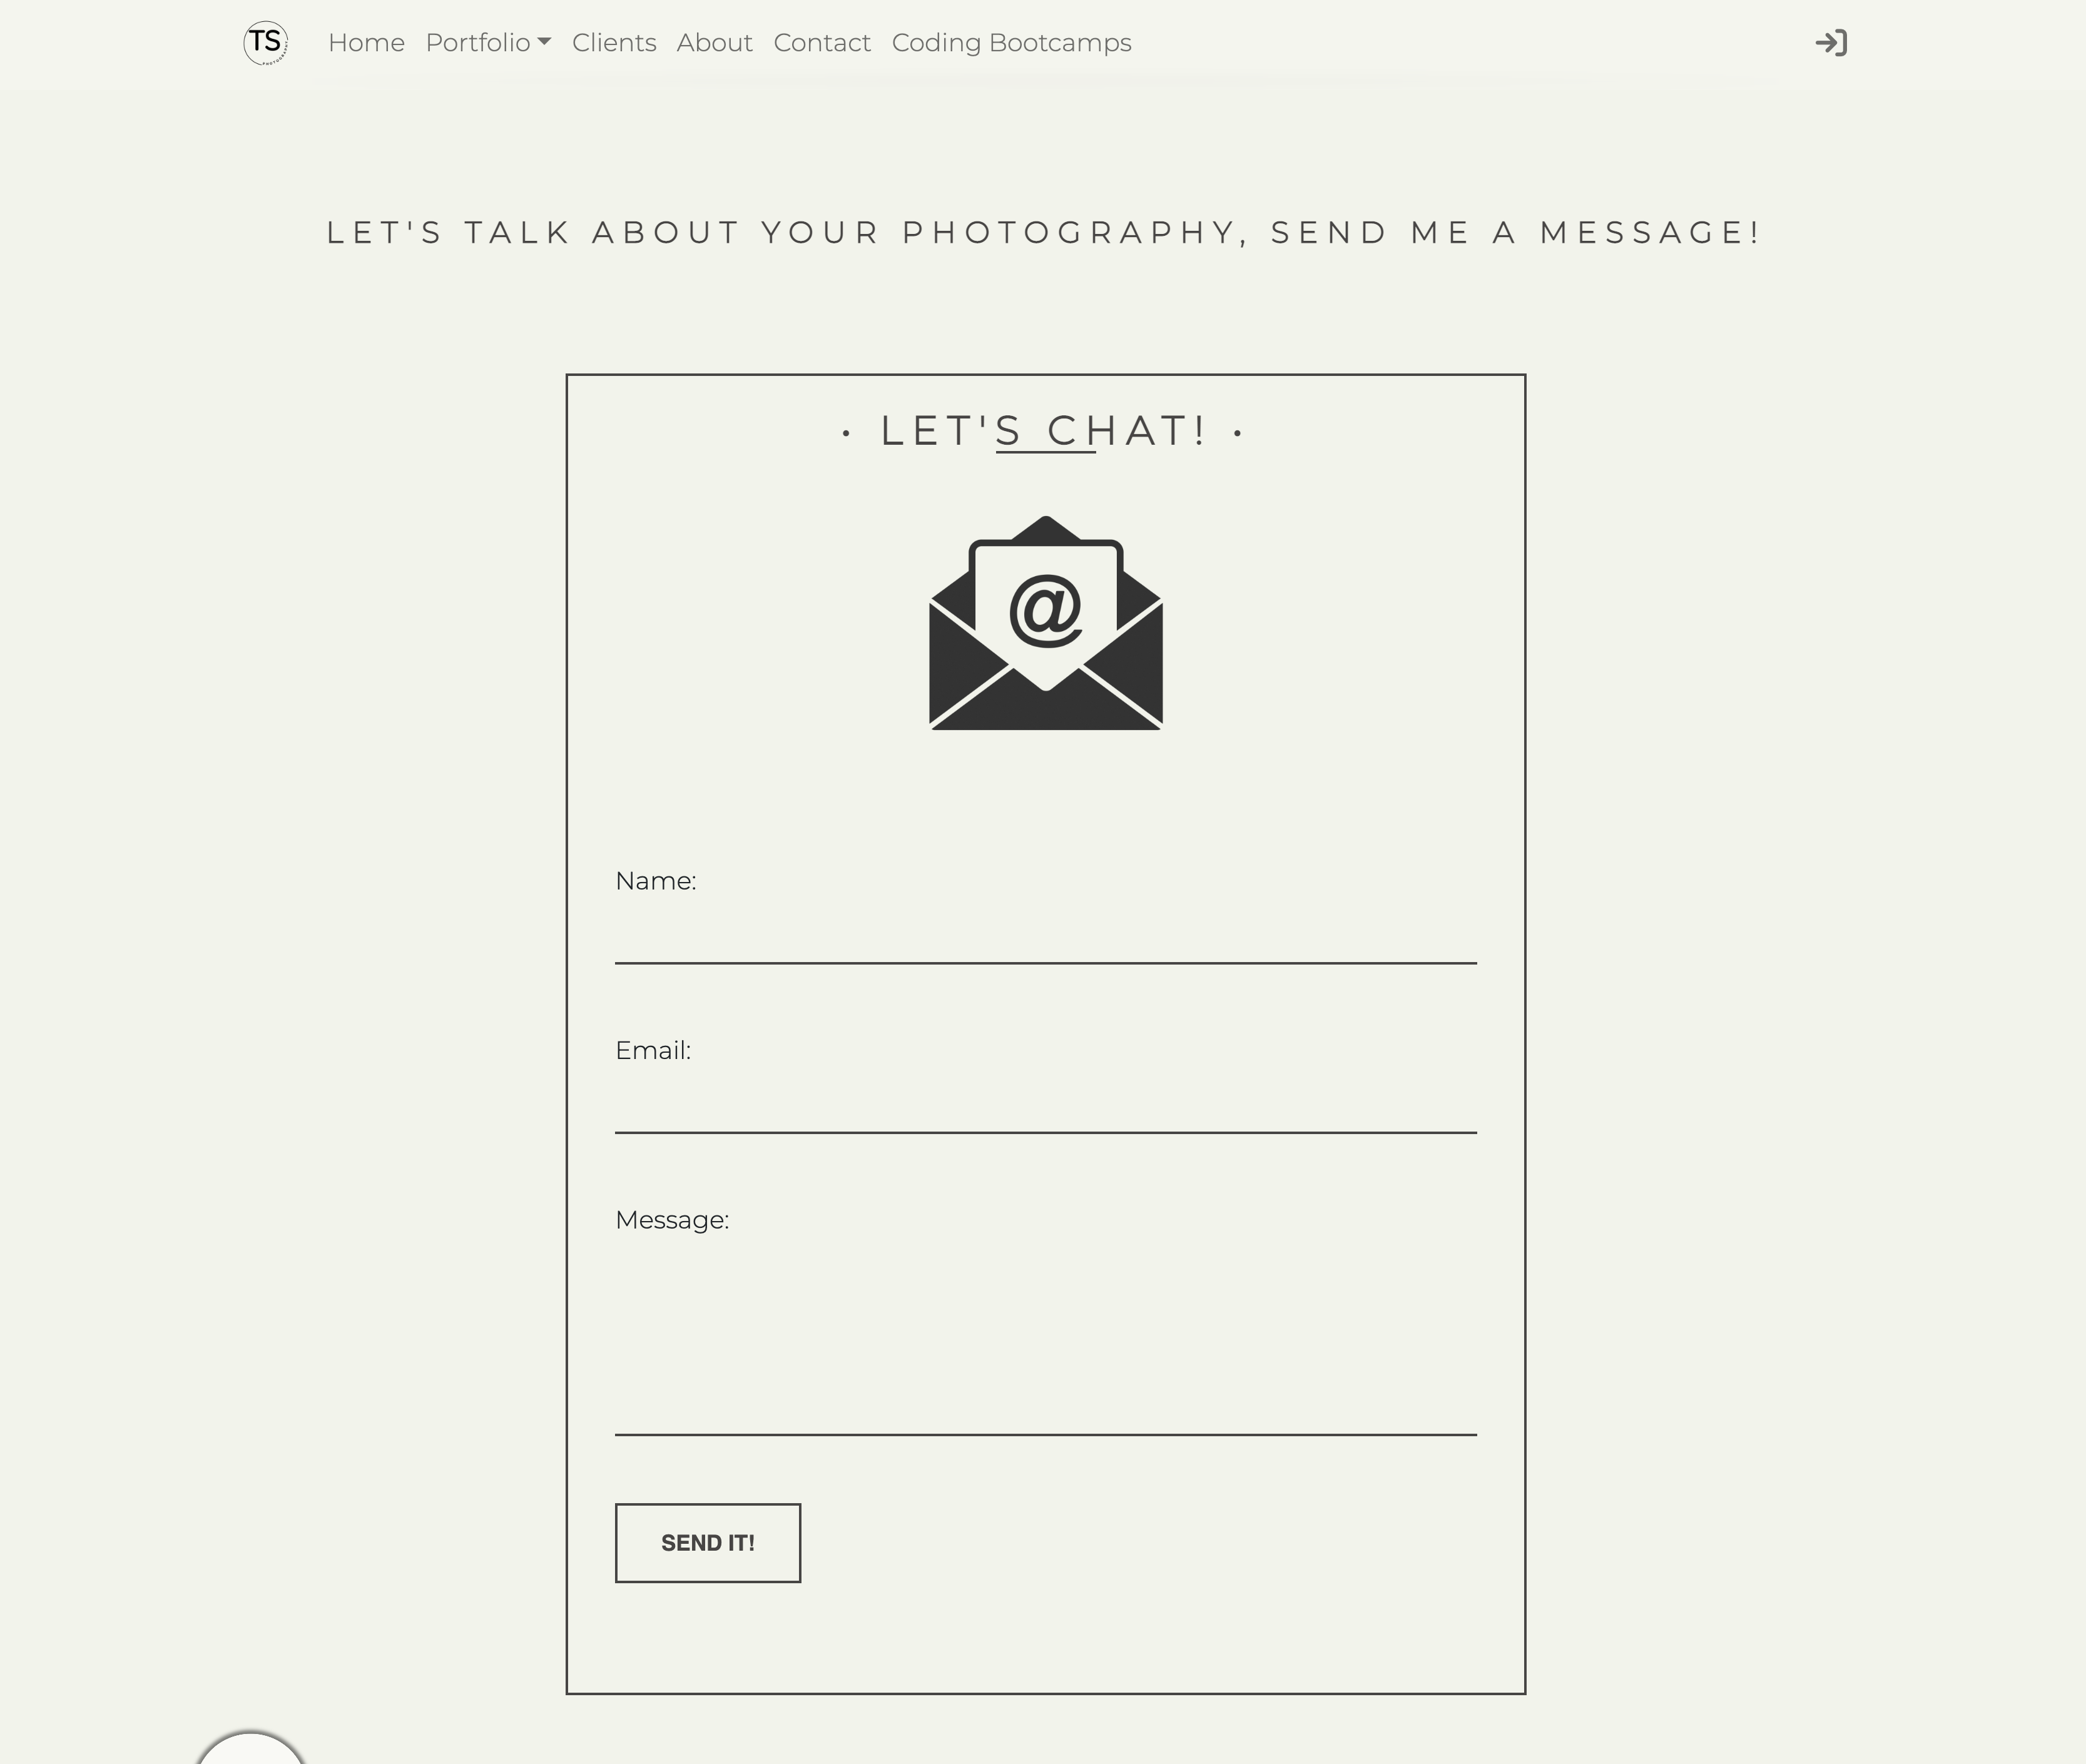 TS
Home Portfolio Clients About Contact Coding Bootcamps
LET'S TALK ABOUT YOUR PHOTOGRAPHY, SEND ME A MESSAGE!
• LET'S CHAT! •
@
Name:
Email:
Message:
SEND IT!